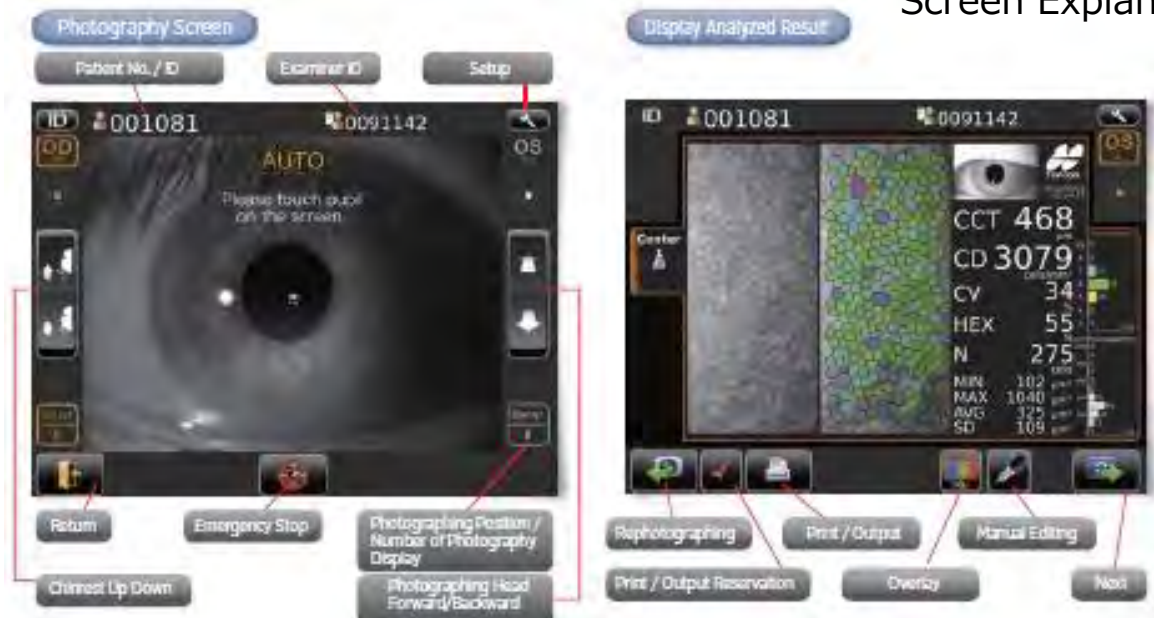 Screen Explan
Photography Screen
Display Analyzed Result
Patient No. / ID
Examiner ID
Setup
ID
001081
0091142
OD
AUTO
OS
Please touch pupil
on the screen
Return
Emergency Stop
Photographing Position /
Number of Photography
Display
Chinrest Up Down
Photographing Head
Forward/Backward
ID
001081
0091142
OS
Center
CCT 468
CD 3079
CV 34
HEX 55
N 275
MIN 102
MAX 1040
AVG 325
SD 109
Rephotographing
Print / Output
Manual Editing
Print / Output Reservation
Overlay
Next